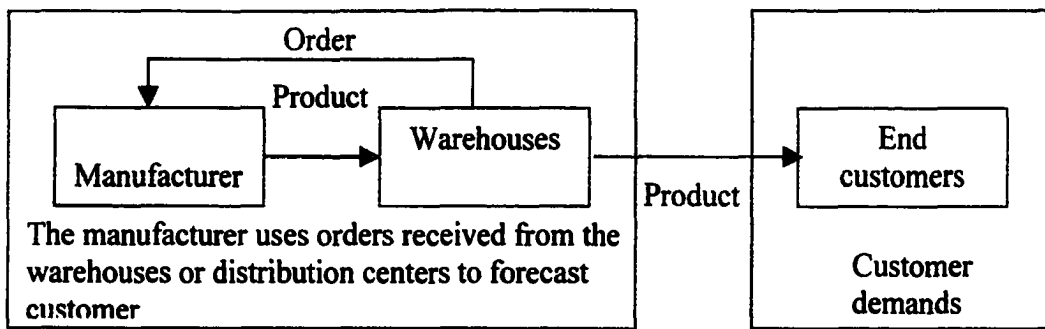 Order
Product
Warehouses
Manufacturer
End
customers
Product
The manufacturer uses orders received from the
warehouses or distribution centers to forecast
customer
Customer
demands